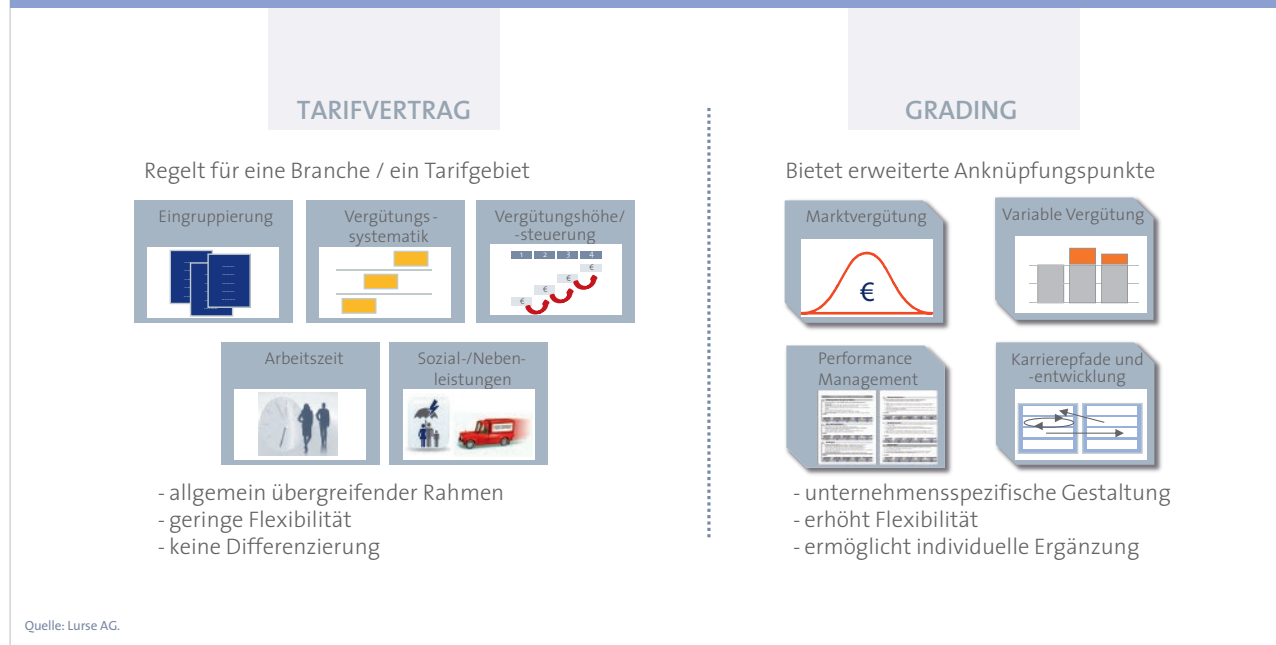 TARIFVERTRAG
Regelt für eine Branche / ein Tarifgebiet
Eingruppierung
Vergütungs-
systematik
Vergütungshöhe/
-steuerung
1 2 3 4
€
€
€
€
Arbeitszeit
Sozial-/Neben-
leistungen
- allgemein übergreifender Rahmen
- geringe Flexibilität
- keine Differenzierung
GRADING
Bietet erweiterte Anknüpfungspunkte
Marktvergütung
€
Variable Vergütung
Performance
Management
Karrierepfade und
-entwicklung
- unternehmensspezifische Gestaltung
- erhöht Flexibilität
- ermöglicht individuelle Ergänzung
Quelle: Lurse AG.